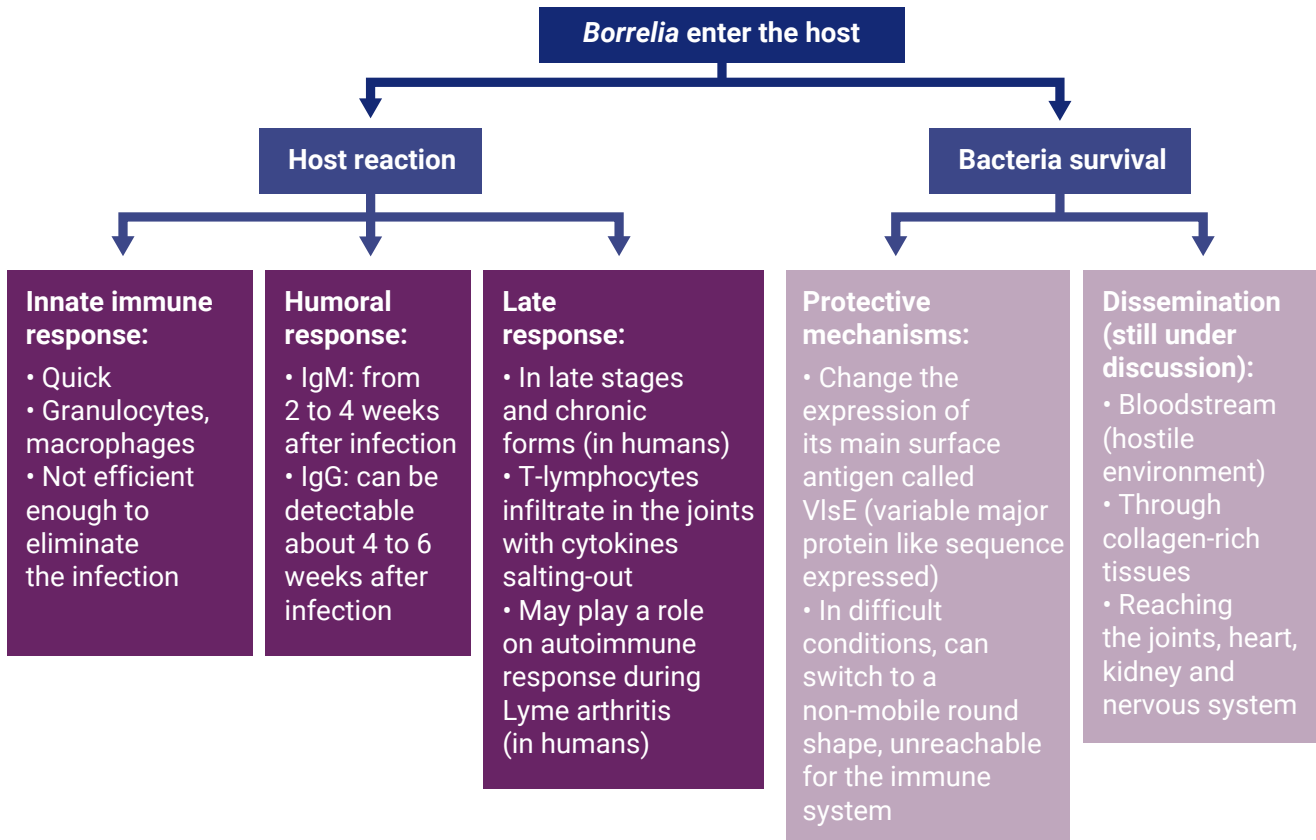 Borrelia enter the host
Host reaction
Bacteria survival
Innate immune
response:
• Quick
• Granulocytes,
macrophages
• Not efficient
enough to
eliminate
the infection
Humoral
response:
• IgM: from
2 to 4 weeks
after infection
• IgG: can be
detectable
about 4 to 6
weeks after
infection
Late
response:
• In late stages
and chronic
forms (in humans)
• T-lymphocytes
infiltrate in the joints
with cytokines
salting-out
• May play a role
on autoimmune
response during
Lyme arthritis
(in humans)
Protective
mechanisms:
• Change the
expression of
its main surface
antigen called
VlsE (variable major
protein like sequence
expressed)
• In difficult
conditions, can
switch to a
non-mobile round
shape, unreachable
for the immune
system
Dissemination
(still under
discussion):
• Bloodstream
(hostile
environment)
• Through
collagen-rich
tissues
• Reaching
the joints, heart,
kidney and
nervous system